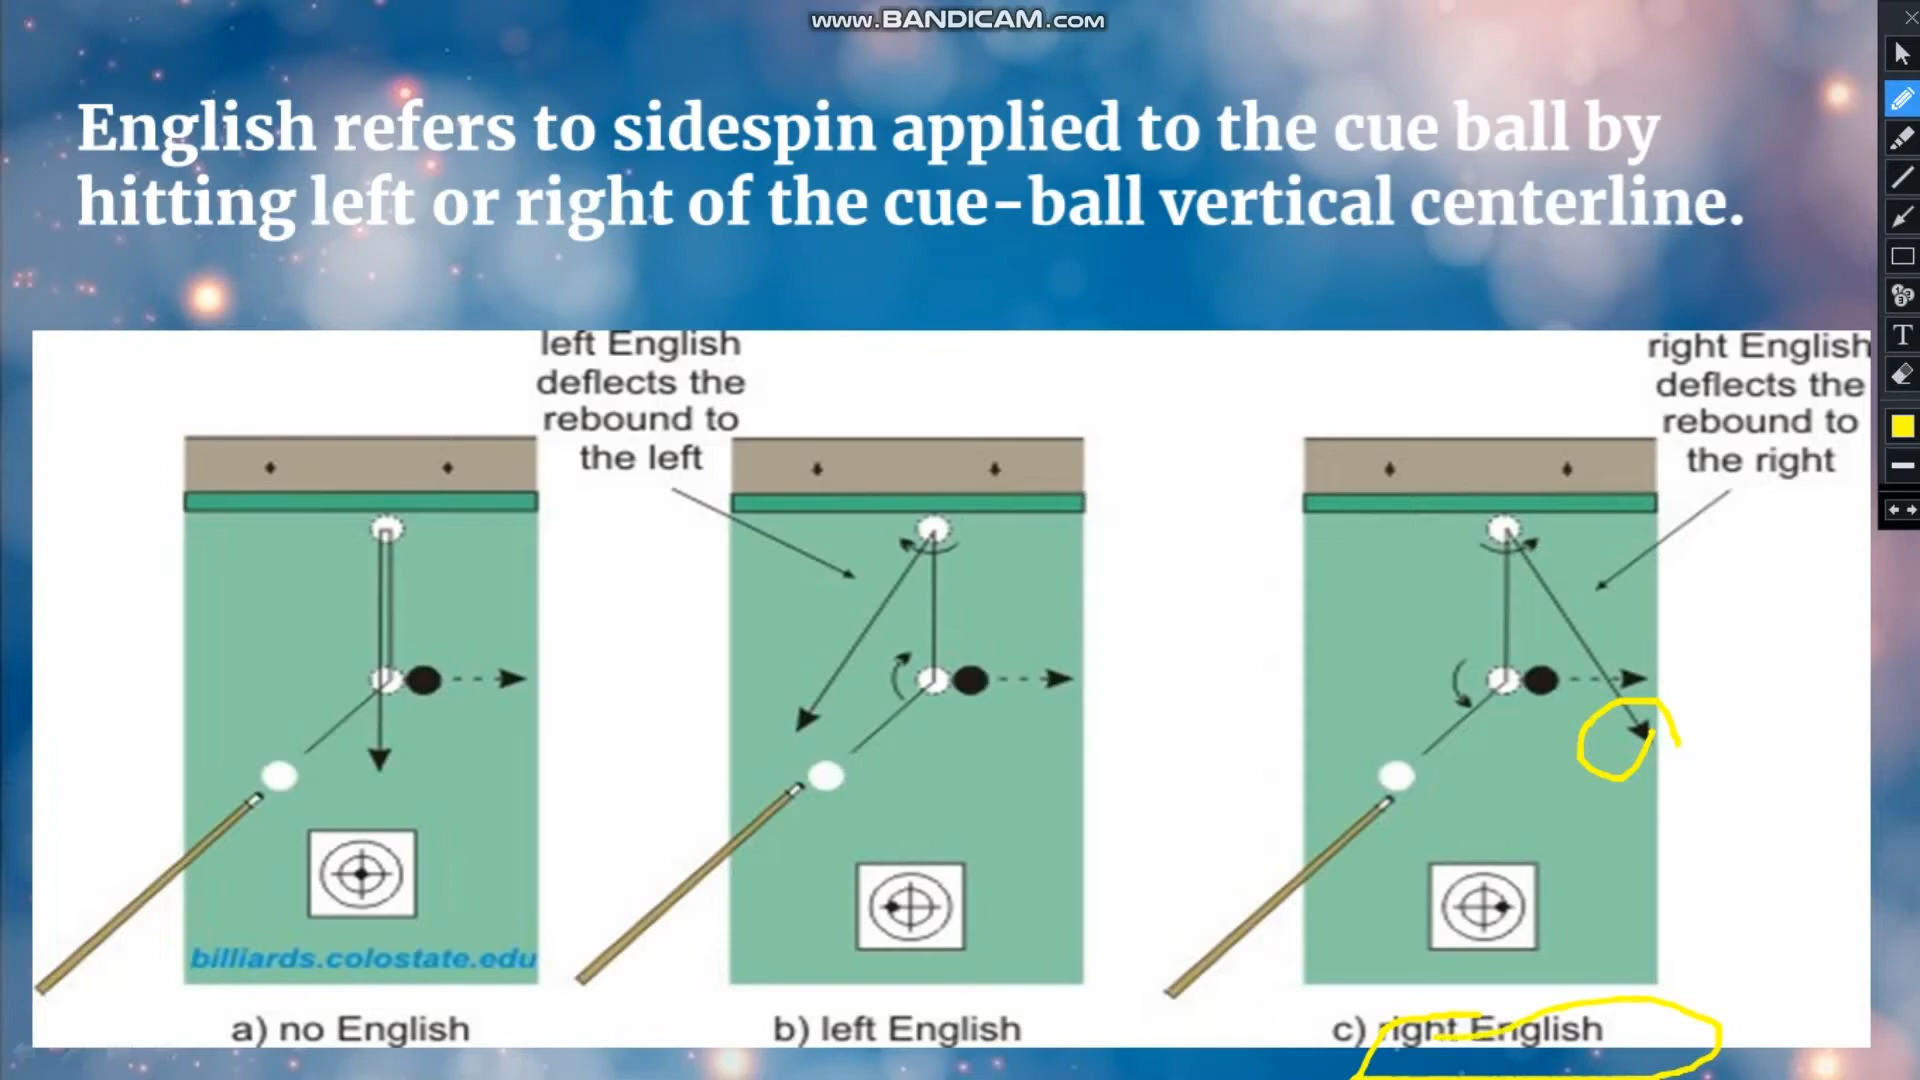 www.BANDICAM.com
English refers to sidespin applied to the cue ball by
hitting left or right of the cue-ball vertical centerline.
left English
deflects the
rebound to
the left
right English
deflects the
rebound to
the right
billiards.colostate.edu
a) no English
b) left English
c) right English
T